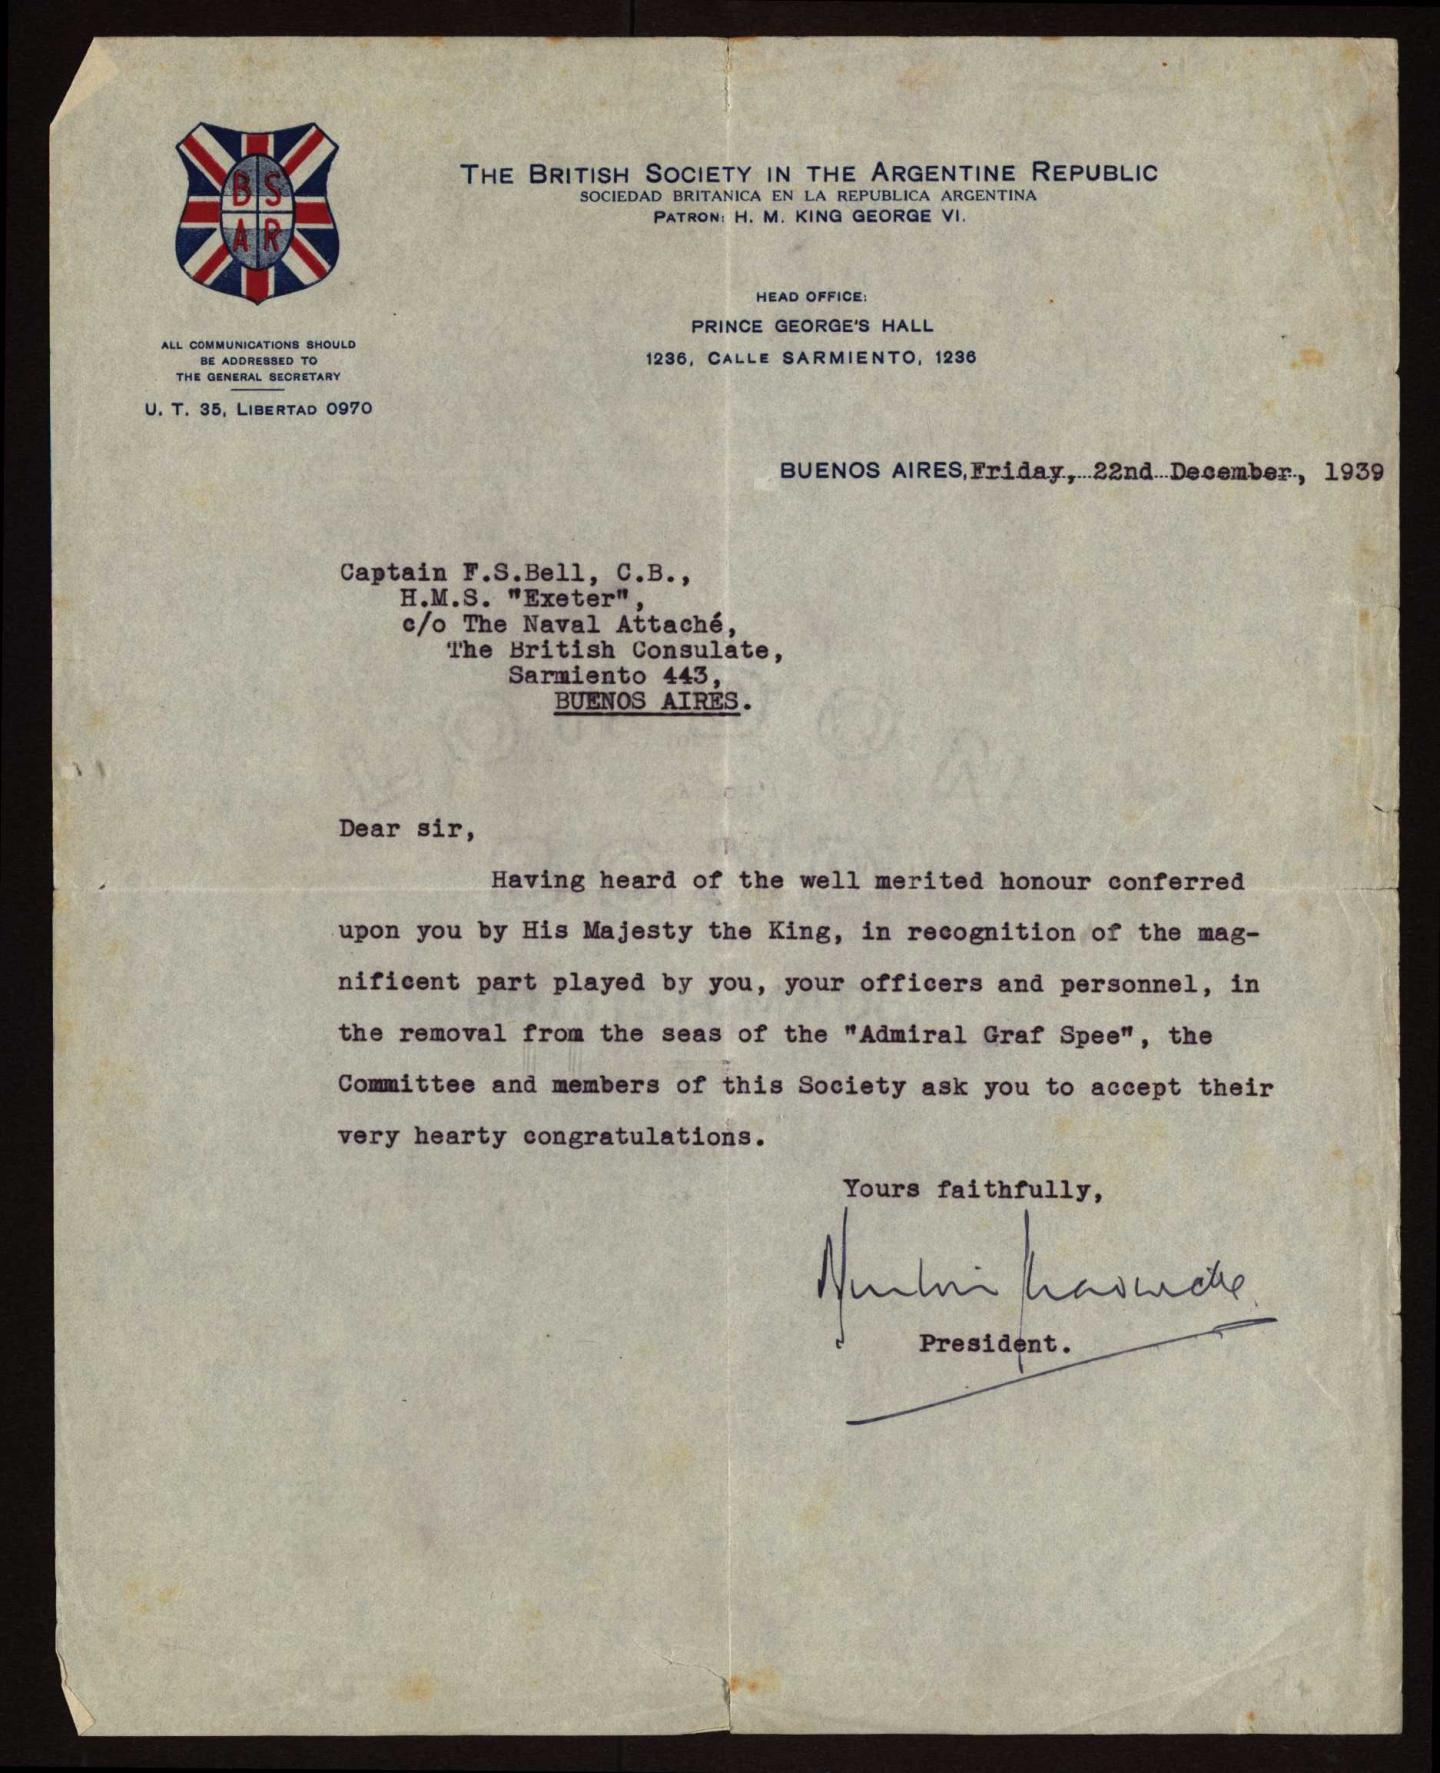 BS
AR
THE BRITISH SOCIETY IN THE ARGENTINE REPUBLIC
SOCIEDAD BRITANICA EN LA REPUBLICA ARGENTINA
PATRON: H. M. KING GEORGE VI.
HEAD OFFICE:
PRINCE GEORGE'S HALL
1236, CALLE SARMIENTO, 1236
ALL COMMUNICATIONS SHOULD
BE ADDRESSED TO
THE GENERAL SECRETARY
U. T. 35, LIBERTAD 0970
BUENOS AIRES, Friday, 22nd December, 1939
Captain F.S.Bell, C.B.,
H.M.S. "Exeter",
c/o The Naval Attaché,
The British Consulate,
Sarmiento 443,
BUENOS AIRES.
Dear sir,
Having heard of the well merited honour conferred
upon you by His Majesty the King, in recognition of the mag-
nificent part played by you, your officers and personnel, in
the removal from the seas of the "Admiral Graf Spee", the
Committee and members of this Society ask you to accept their
very hearty congratulations.
Yours faithfully,
President.